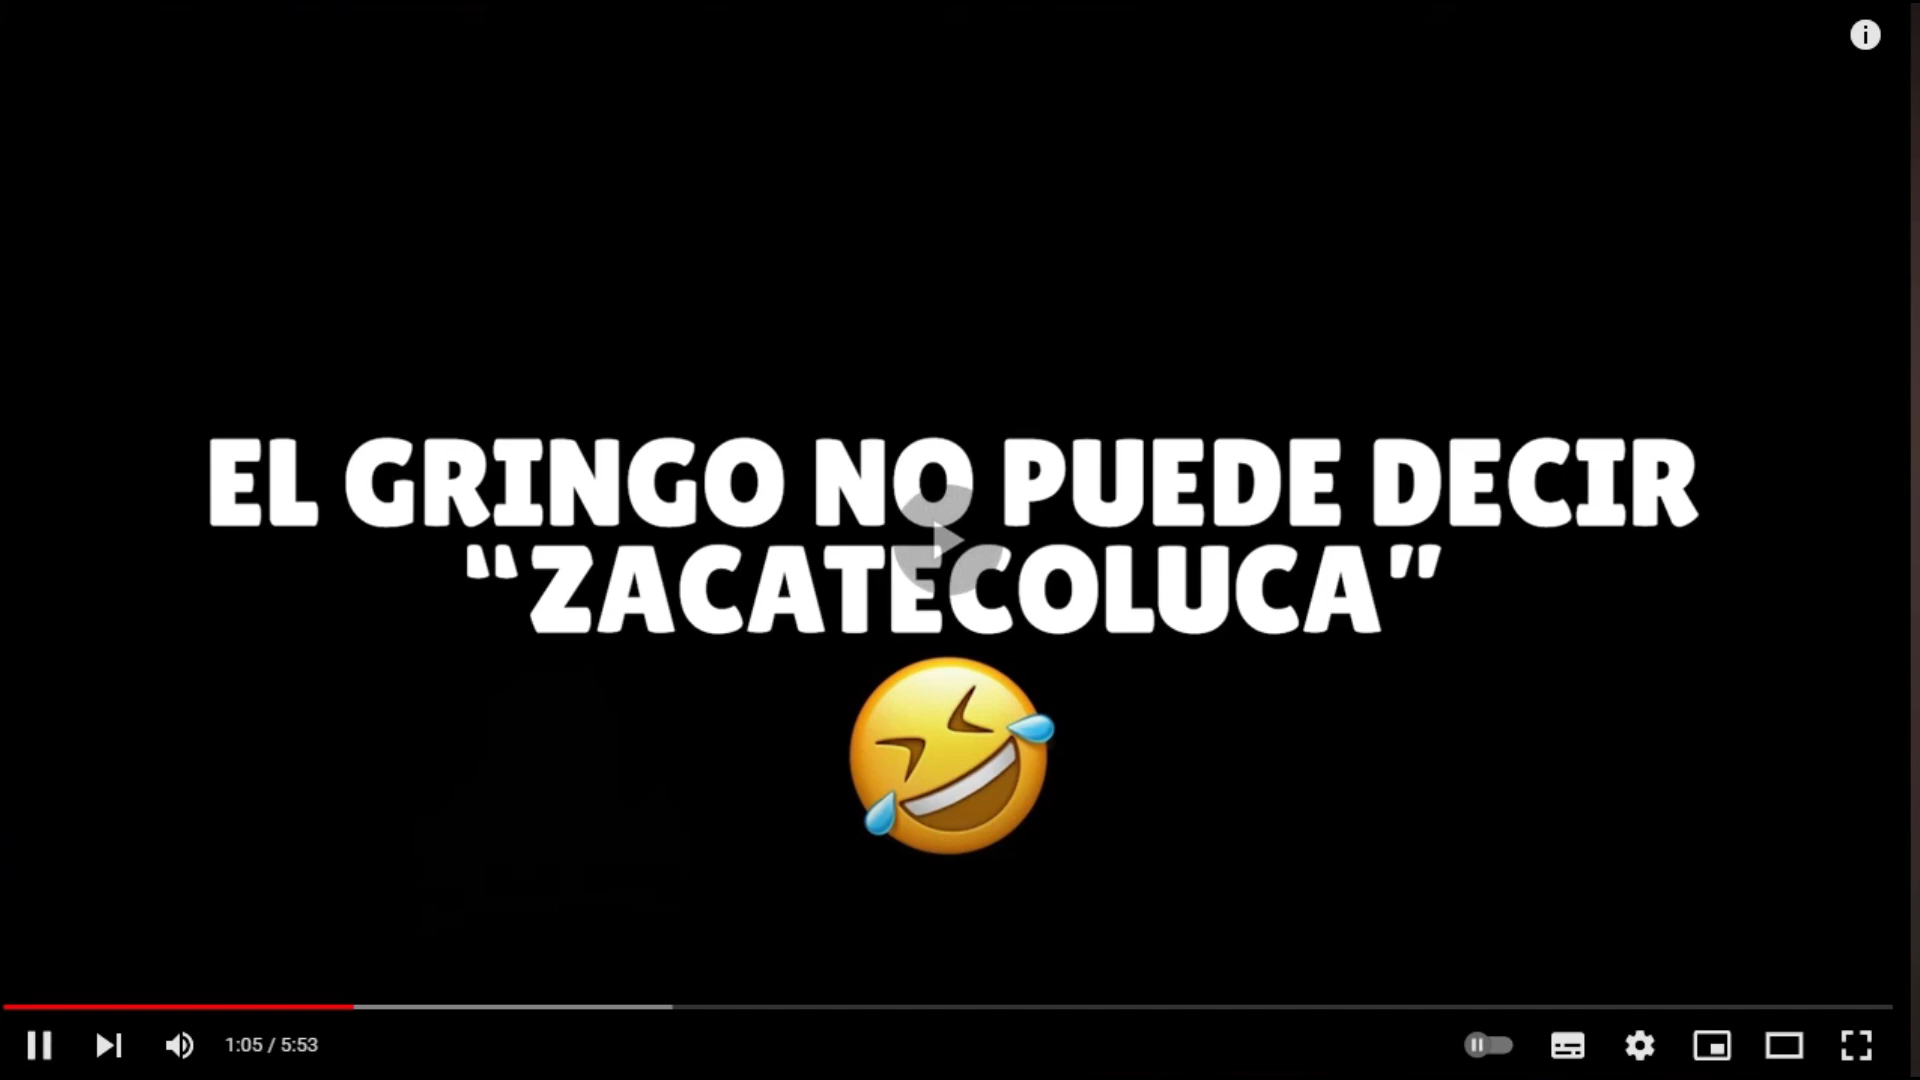 EL GRINGO NO PUEDE DECIR
“ZACATECOLUCA”
1:05 / 5:53